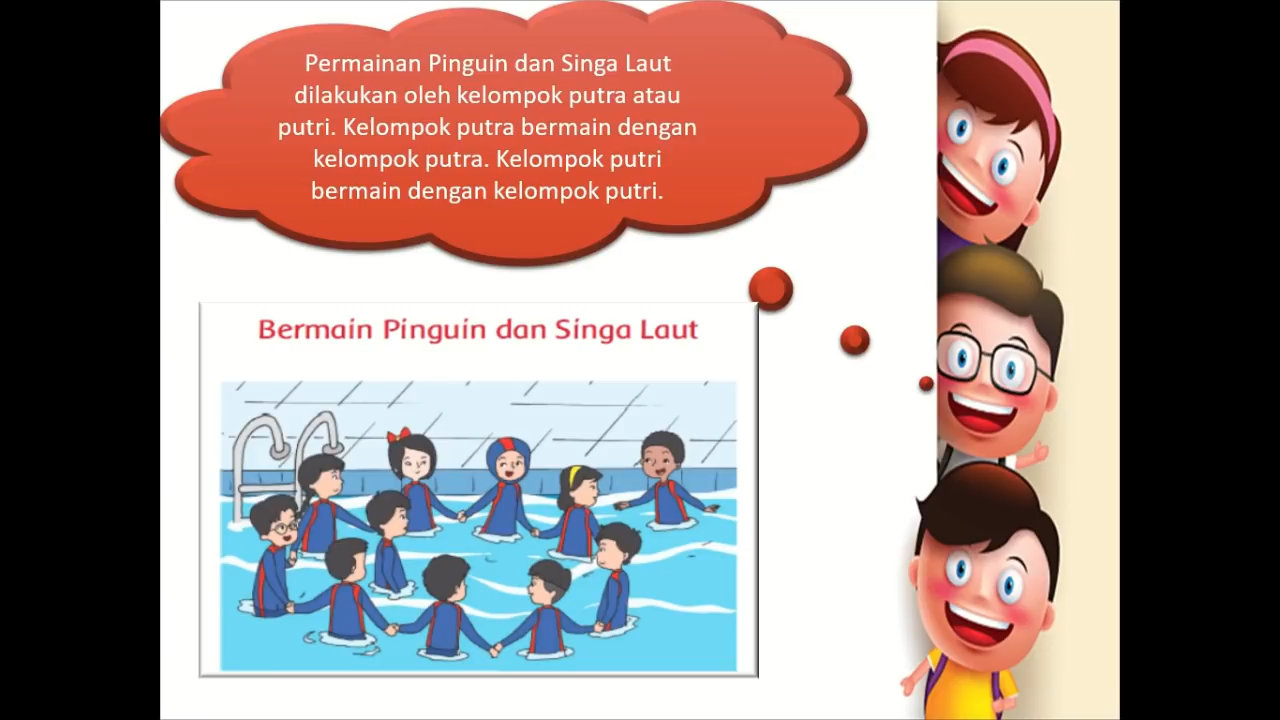 Permainan Pinguin dan Singa Laut
dilakukan oleh kelompok putra atau
putri. Kelompok putra bermain dengan
kelompok putra. Kelompok putri
bermain dengan kelompok putri.
Bermain Pinguin dan Singa Laut